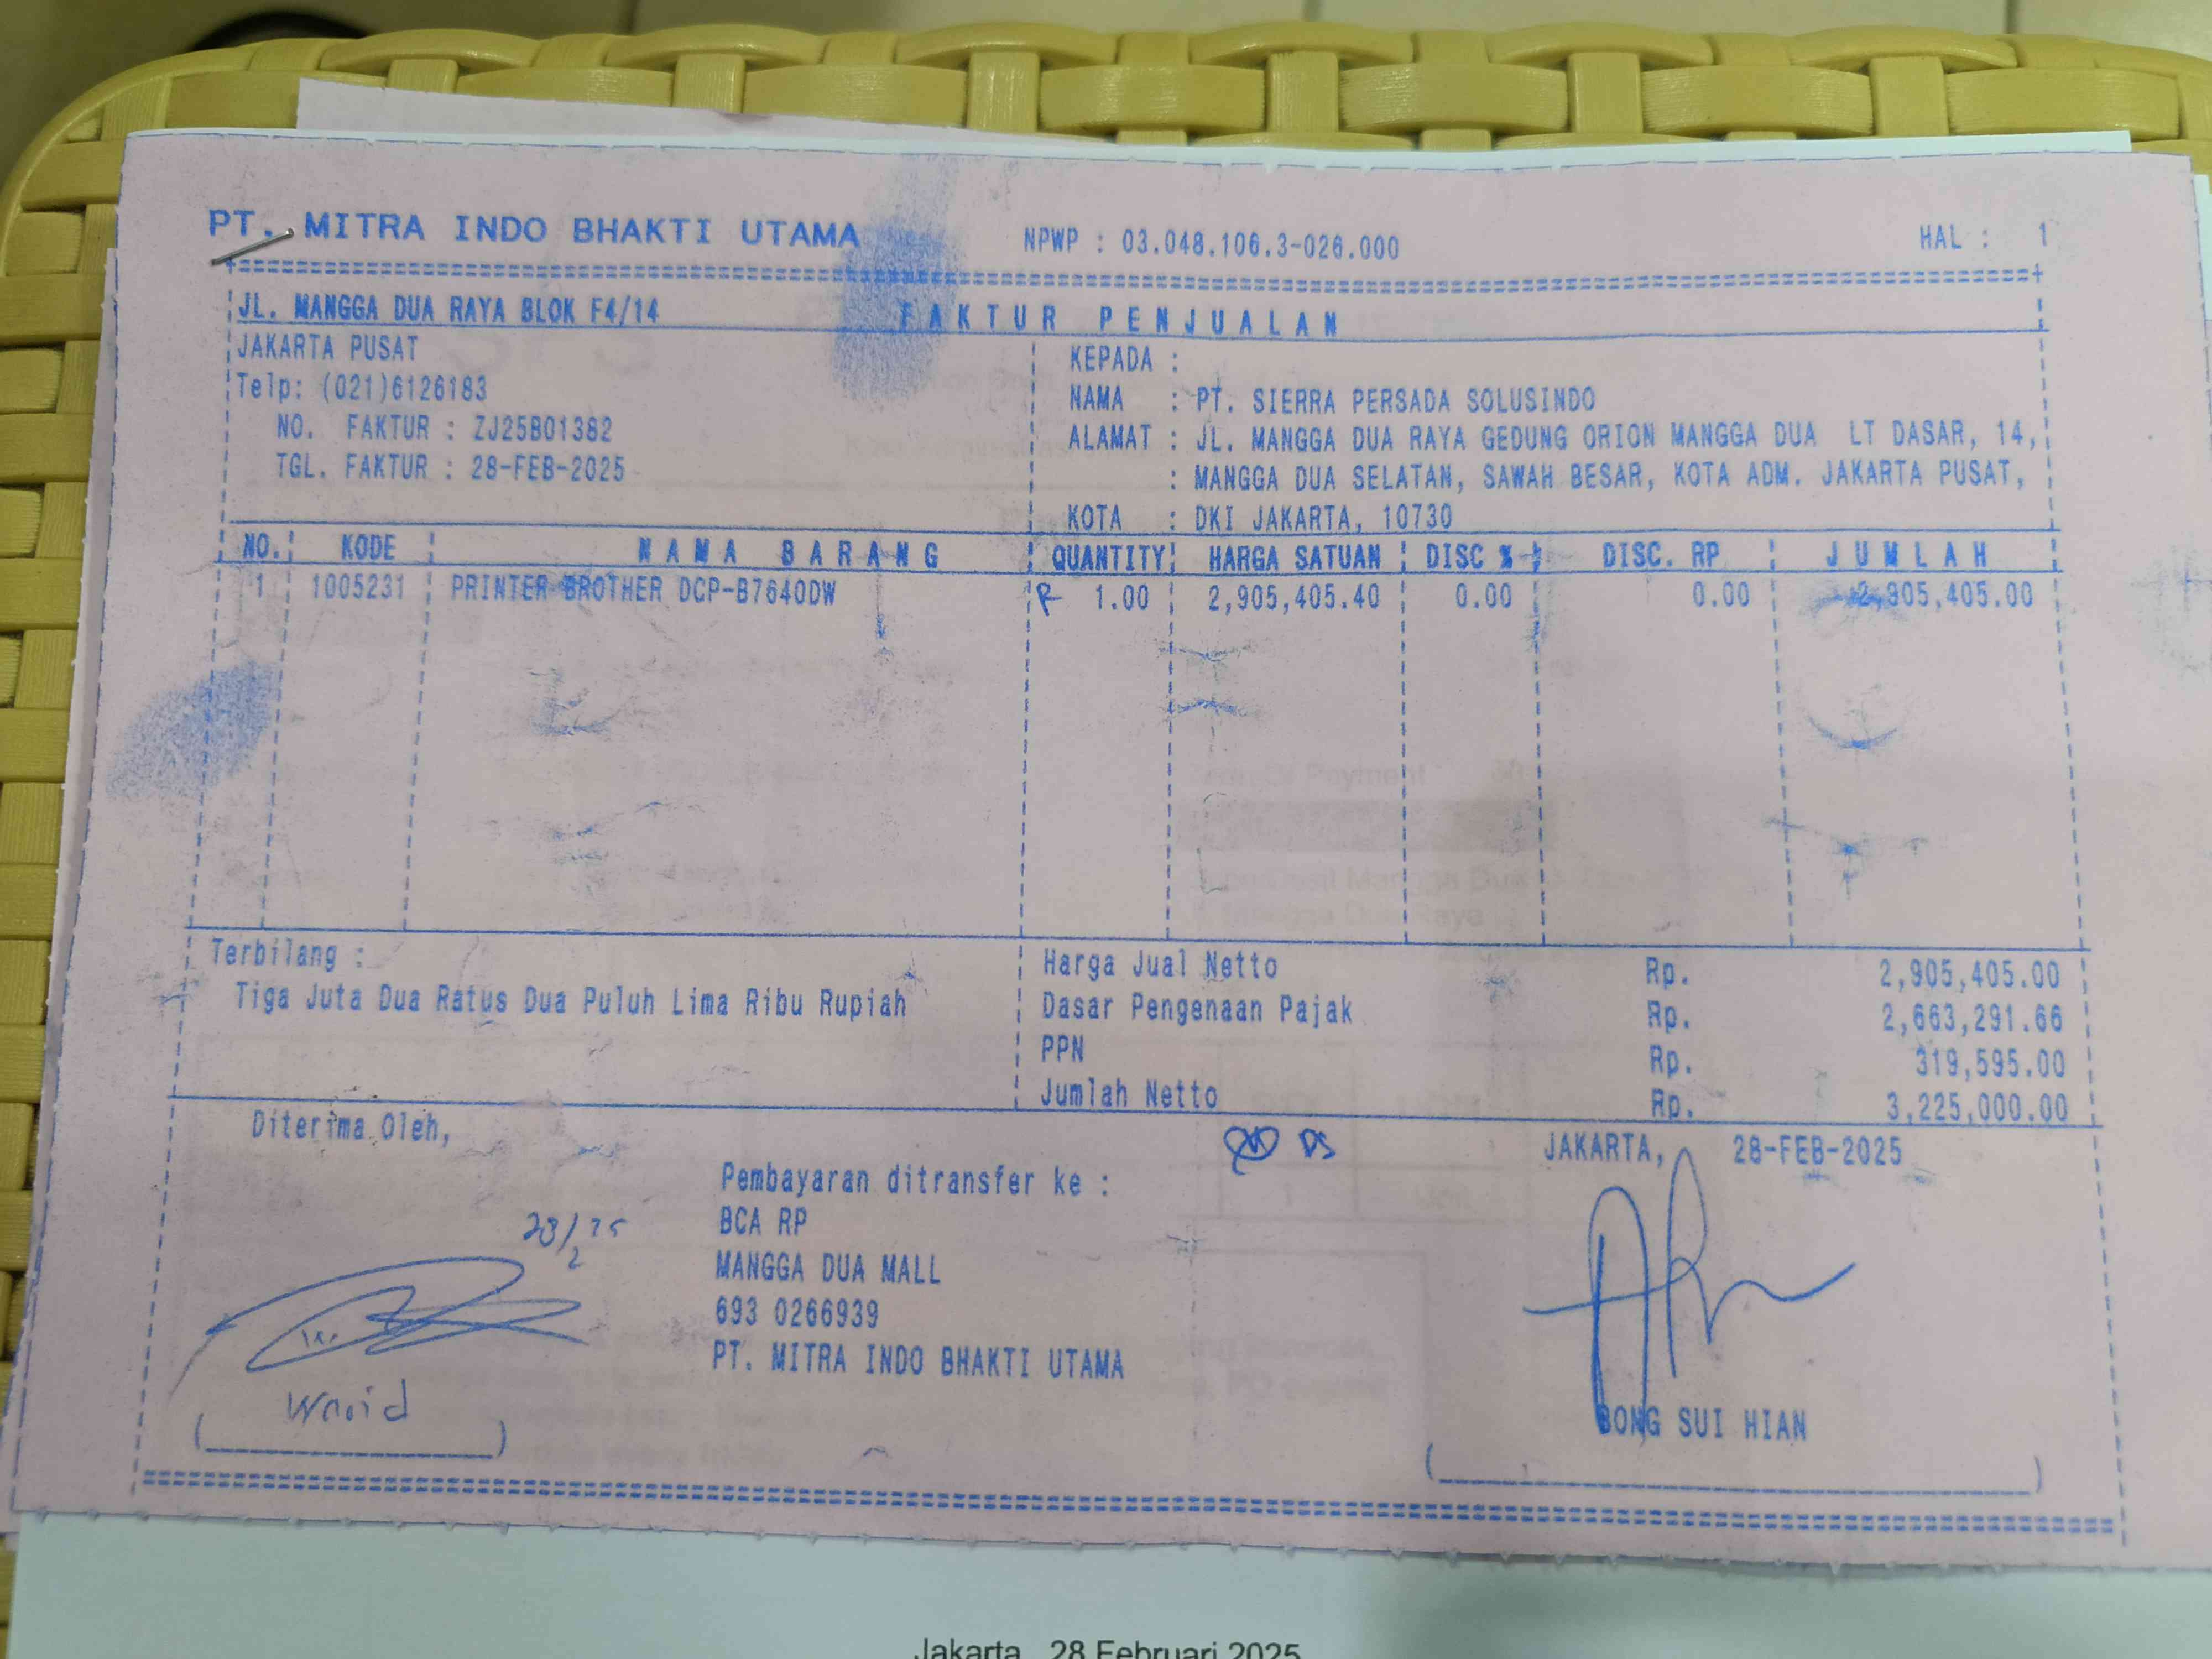 PT. MITRA INDO BHAKTI UTAMA NPWP : 03.048.106.3-026.000 HAL : 1
JL. MANGGA DUA RAYA BLOK F4/14
FAKTUR PENJUALAN
JAKARTA PUSAT
Telp: (021)6126183
NO. FAKTUR : ZJ25B01382
TGL. FAKTUR : 28-FEB-2025
KEPADA :
NAMA : PT. SIERRA PERSADA SOLUSINDO
ALAMAT : JL. MANGGA DUA RAYA GEDUNG ORION MANGGA DUA LT DASAR, 14,
: MANGGA DUA SELATAN, SAWAH BESAR, KOTA ADM. JAKARTA PUSAT,
KOTA : DKI JAKARTA, 10730
NO. KODE NAMA BARANG QUANTITY HARGA SATUAN DISC % DISC. RP JUMLAH
1 1005231 PRINTER BROTHER DCP-B7640DW 1.00 2,905,405.40 0.00 0.00 2,905,405.00
Terbilang :
Tiga Juta Dua Ratus Dua Puluh Lima Ribu Rupiah
Harga Jual Netto Rp. 2,905,405.00
Dasar Pengenaan Pajak Rp. 2,663,291.66
PPN Rp. 319,595.00
Jumlah Netto Rp. 3,225,000.00
Diterima Oleh,
28/2 25
Pembayaran ditransfer ke :
BCA RP
MANGGA DUA MALL
693 0266939
PT. MITRA INDO BHAKTI UTAMA
JAKARTA, 28-FEB-2025
BONG SUI HIAN
Jakarta, 28 Februari 2025